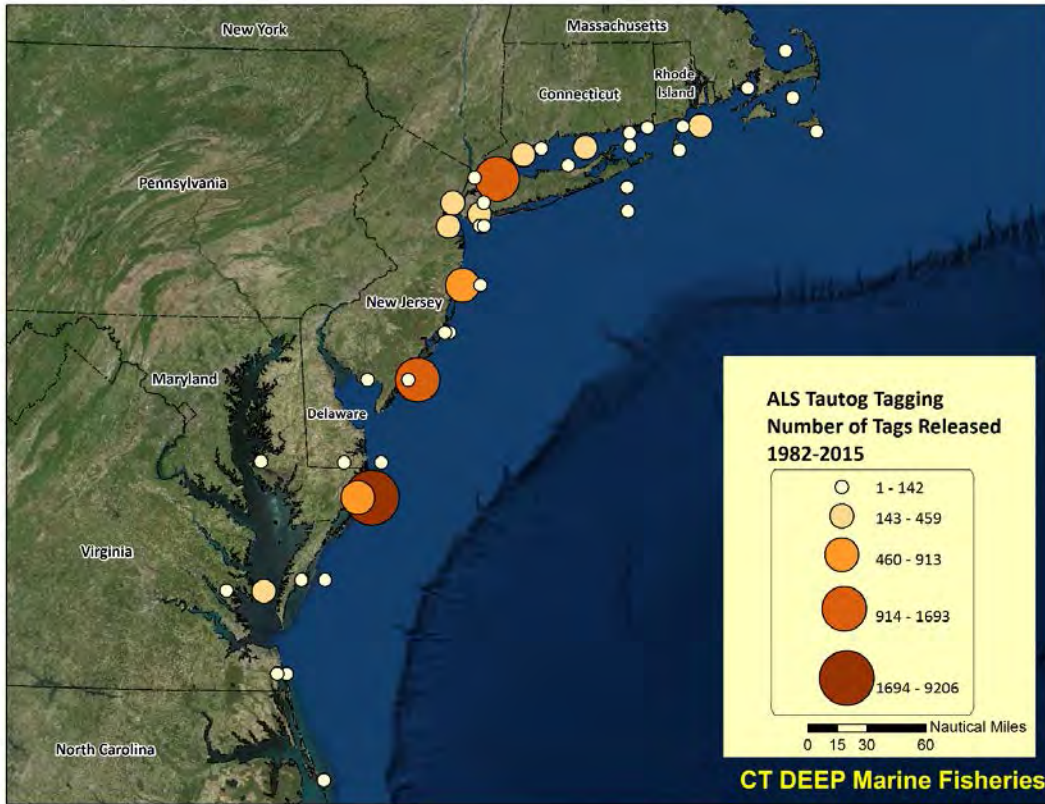 New York
Massachusetts
Rhode
Island
Connecticut
Pennsylvania
New Jersey
Maryland
Delaware
Virginia
North Carolina
ALS Tautog Tagging
Number of Tags Released
1982-2015
1 - 142
143 - 459
460 - 913
914 - 1693
1694 - 9206
Nautical Miles
0 15 30 60
CT DEEP Marine Fisheries